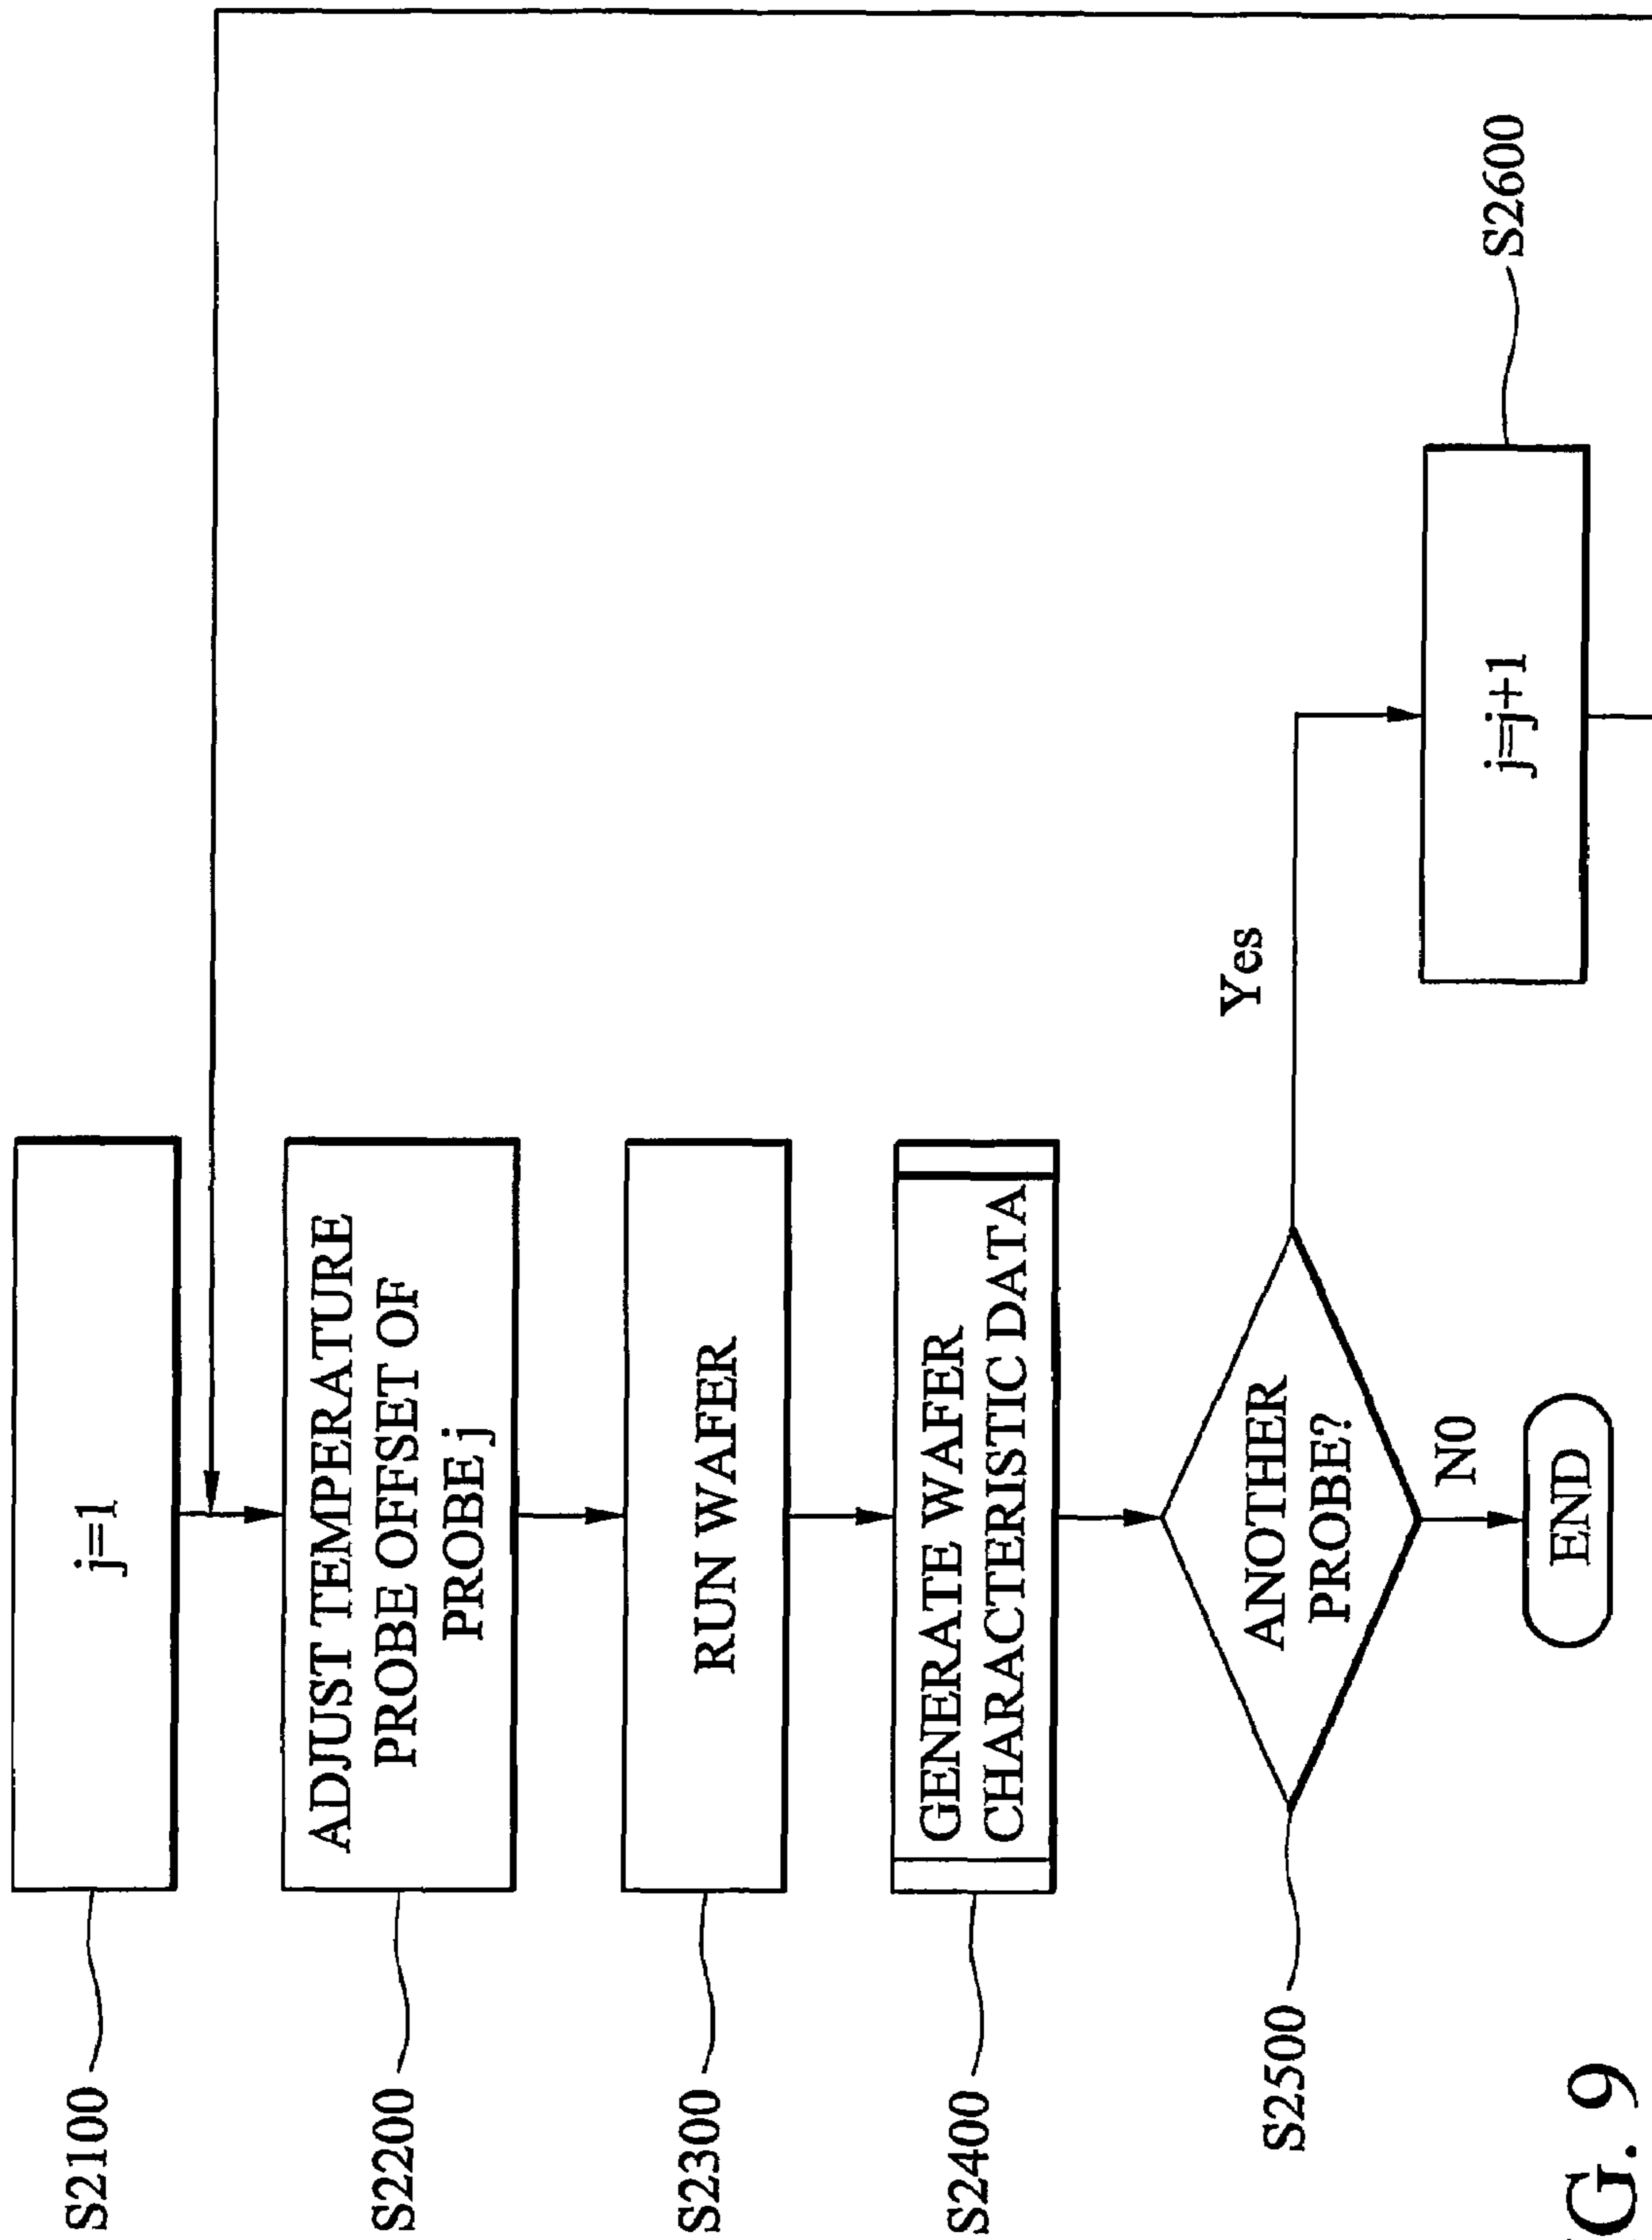 S2100
j=1
S2200
ADJUST TEMPERATURE
PROBE OFFSET OF
PROBE j
S2300
RUN WAFER
S2400
GENERATE WAFER
CHARACTERISTIC DATA
S2500
ANOTHER
PROBE?
Yes
S2600
j=j+1
N0
END
G. 9